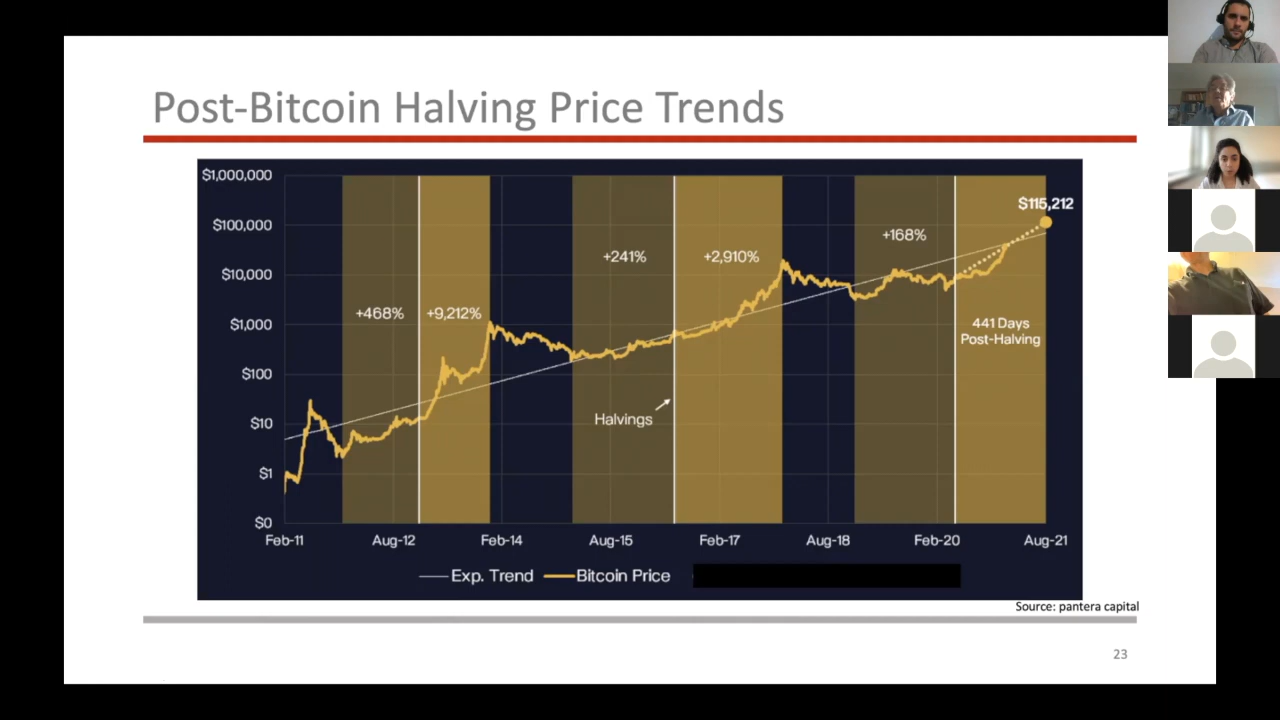 Post-Bitcoin Halving Price Trends
$1,000,000
$100,000
$10,000
$1,000
$100
$10
$1
$0
+468%
+9,212%
+241%
+2,910%
+168%
$115,212
441 Days
Post-Halving
Halvings
Feb-11
Aug-12
Feb-14
Aug-15
Feb-17
Aug-18
Feb-20
Aug-21
Exp. Trend
Bitcoin Price
Source: pantera capital
23